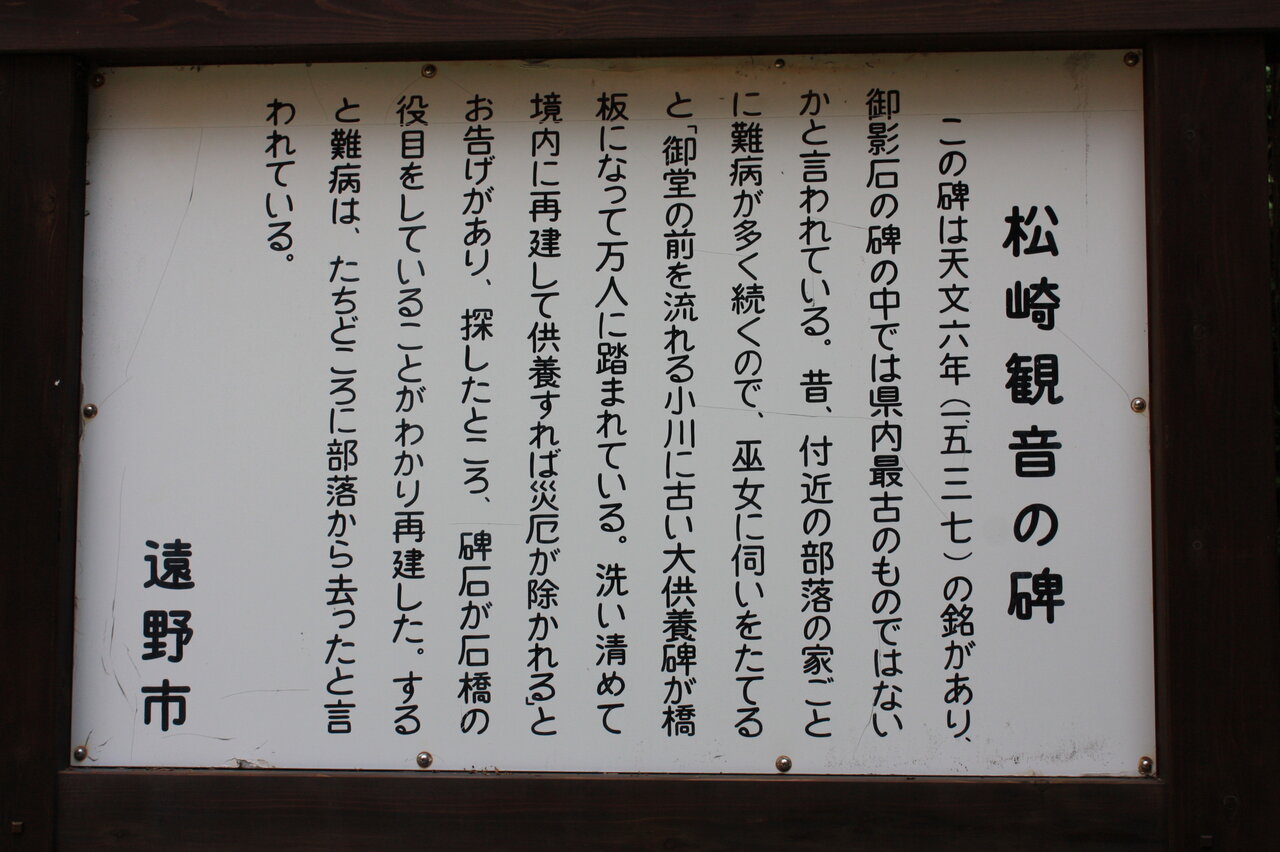 松崎観音の碑
この碑は天文六年（一五三七）の銘があり、
御影石の碑の中では県内最古のものではない
かと言われている。昔、付近の部落の家ごと
に難病が多く続くので、巫女に伺いをたてる
と「御堂の前を流れる小川に古い大供養碑が橋
板になって万人に踏まれている。洗い清めて
境内に再建して供養すれば災厄が除かれる」と
お告げがあり、探したところ、碑石が石橋の
役目をしていることがわかり再建した。する
と難病は、たちどころに部落から去ったと言
われている。
遠野市